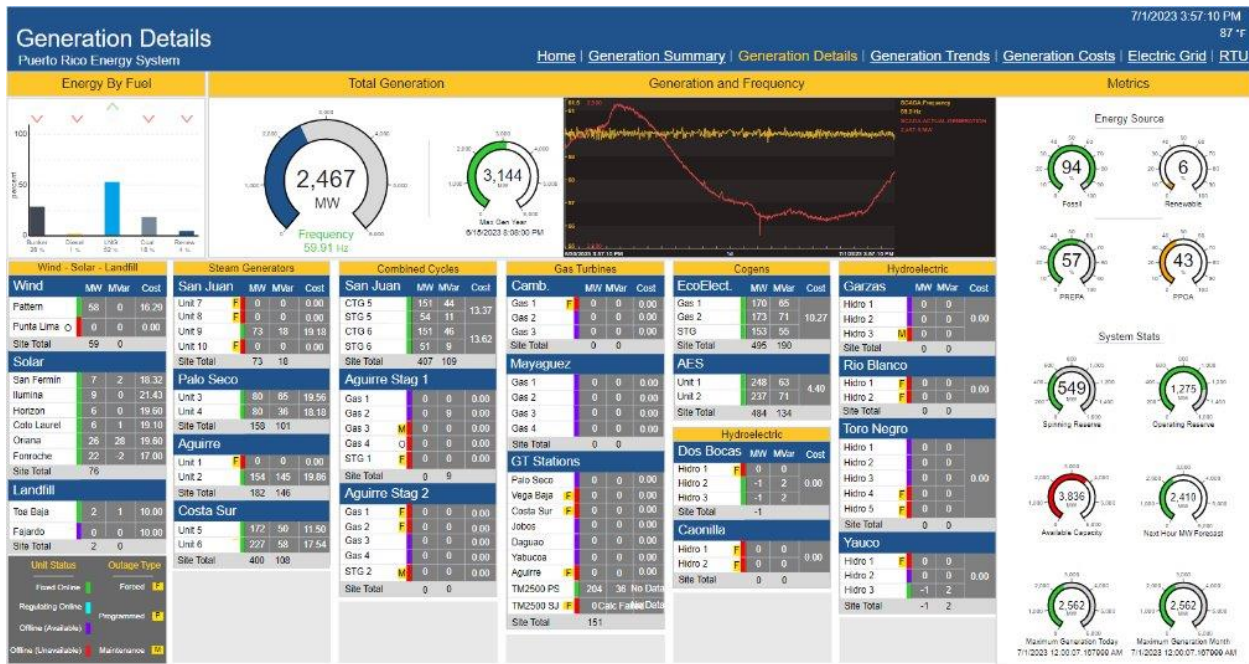 7/1/2023 3:57:10 PM
87 °F
Generation Details
Puerto Rico Energy System
Home | Generation Summary | Generation Details | Generation Trends | Generation Costs | Electric Grid | RTU
Energy By Fuel
Total Generation
Generation and Frequency
Metrics
100
50
0
percent
Bunker Diesel LNG Coal Renew
1 % 18 %
2,467
MW
Frequency
59.91 Hz
3,144
MW
Max Gen Year
6/15/2023 8:08:00 PM
SCADA Frequency
SCADA ACTUAL GENERATION
Energy Source
94
%
Fossil
6
%
Renewable
57
%
PREPA
43
%
PPOA
System Stats
549
MW
Spinning Reserve
1,275
MW
Operating Reserve
3,836
MW
Available Capacity
2,410
MW
Next Hour MW Forecast
2,562
MW
Maximum Generation Today
7/1/2023 12:00:07.167999 AM
2,562
MW
Maximum Generation Month
7/1/2023 12:00:07.167999 AM
Wind - Solar - Landfill
Wind MW MVar Cost
Pattern 58 0 16.29
Punta Lima O 0 0 0.00
Site Total 59 0
Solar
San Fermin 7 2 18.32
Ilumina 9 0 21.43
Horizon 6 0 19.60
Coto Laurel 6 1 19.10
Oriana 26 28 19.60
Fonroche 22 -2 17.00
Site Total 76
Landfill
Toa Baja 2 1 10.00
Fajardo 0 0 10.00
Site Total 2 0
Unit Status Outage Type
Fixed Online Forced F
Regulating Online
Programmed
Offline (Available)
Offline (Unavailable) Maintenance M
Steam Generators
San Juan MW MVar Cost
Unit 7 F 0 0 0.00
Unit 8 F 0 0 0.00
Unit 9 73 18 19.18
Unit 10 F 0 0 0.00
Site Total 73 18
Palo Seco
Unit 3 80 65 19.56
Unit 4 80 36 18.18
Site Total 158 101
Aguirre
Unit 1 F 0 0 0.00
Unit 2 154 145 19.86
Site Total 182 146
Costa Sur
Unit 5 172 50 11.50
Unit 6 227 58 17.54
Site Total 400 108
Combined Cycles
San Juan MW MVar Cost
CTG 5 151 44 13.37
STG 5 54 11
CTG 6 151 46 13.62
STG 6 51 9
Site Total 407 109
Aguirre Stag 1
Gas 1 0 0 0.00
Gas 2 0 9 0.00
Gas 3 M 0 0 0.00
Gas 4 O 0 0 0.00
STG 1 F 0 0 0.00
Site Total 0 9
Aguirre Stag 2
Gas 1 F 0 0 0.00
Gas 2 F 0 0 0.00
Gas 3 0 0 0.00
Gas 4 0 0 0.00
STG 2 M 0 0 0.00
Site Total 0 0
Gas Turbines
Camb. MW MVar Cost
Gas 1 F 0 0 0.00
Gas 2 0 0 0.00
Gas 3 0 0 0.00
Site Total 0 0
Mayaguez
Gas 1 0 0 0.00
Gas 2 0 0 0.00
Gas 3 0 0 0.00
Gas 4 0 0 0.00
Site Total 0 0
GT Stations
Palo Seco 0 0 0.00
Vega Baja F 0 0 0.00
Costa Sur F 0 0 0.00
Jobos 0 0 0.00
Daguao 0 0 0.00
Yabucoa 0 0 0.00
Aguirre F 0 0 0.00
TM2500 PS 204 36 No Data
TM2500 SJ F 0
Site Total 151
Cogens
EcoElect. MW MVar Cost
Gas 1 170 65
Gas 2 173 71 10.27
STG 153 55
Site Total 495 190
AES
Unit 1 248 63 4.40
Unit 2 237 71
Site Total 484 134
Hydroelectric
Dos Bocas MW MVar Cost
Hidro 1 F 0 0
Hidro 2 -1 2 0.00
Hidro 3 -1 2
Site Total -1
Caonilla
Hidro 1 F 0 0 0.00
Hidro 2 F 0 0
Site Total 0 0
Hydroelectric
Garzas MW MVar Cost
Hidro 1 0 0
Hidro 2 0 0 0.00
Hidro 3 M 0 0
Site Total 0 0
Rio Blanco
Hidro 1 F 0 0 0.00
Hidro 2 F 0 0
Site Total 0 0
Toro Negro
Hidro 1 0 0
Hidro 2 0 0
Hidro 3 0 0 0.00
Hidro 4 F 0 0
Hidro 5 F 0 0
Site Total 0 0
Yauco
Hidro 1 F 0 0
Hidro 2 0 0 0.00
Hidro 3 -1 2
Site Total -1 2